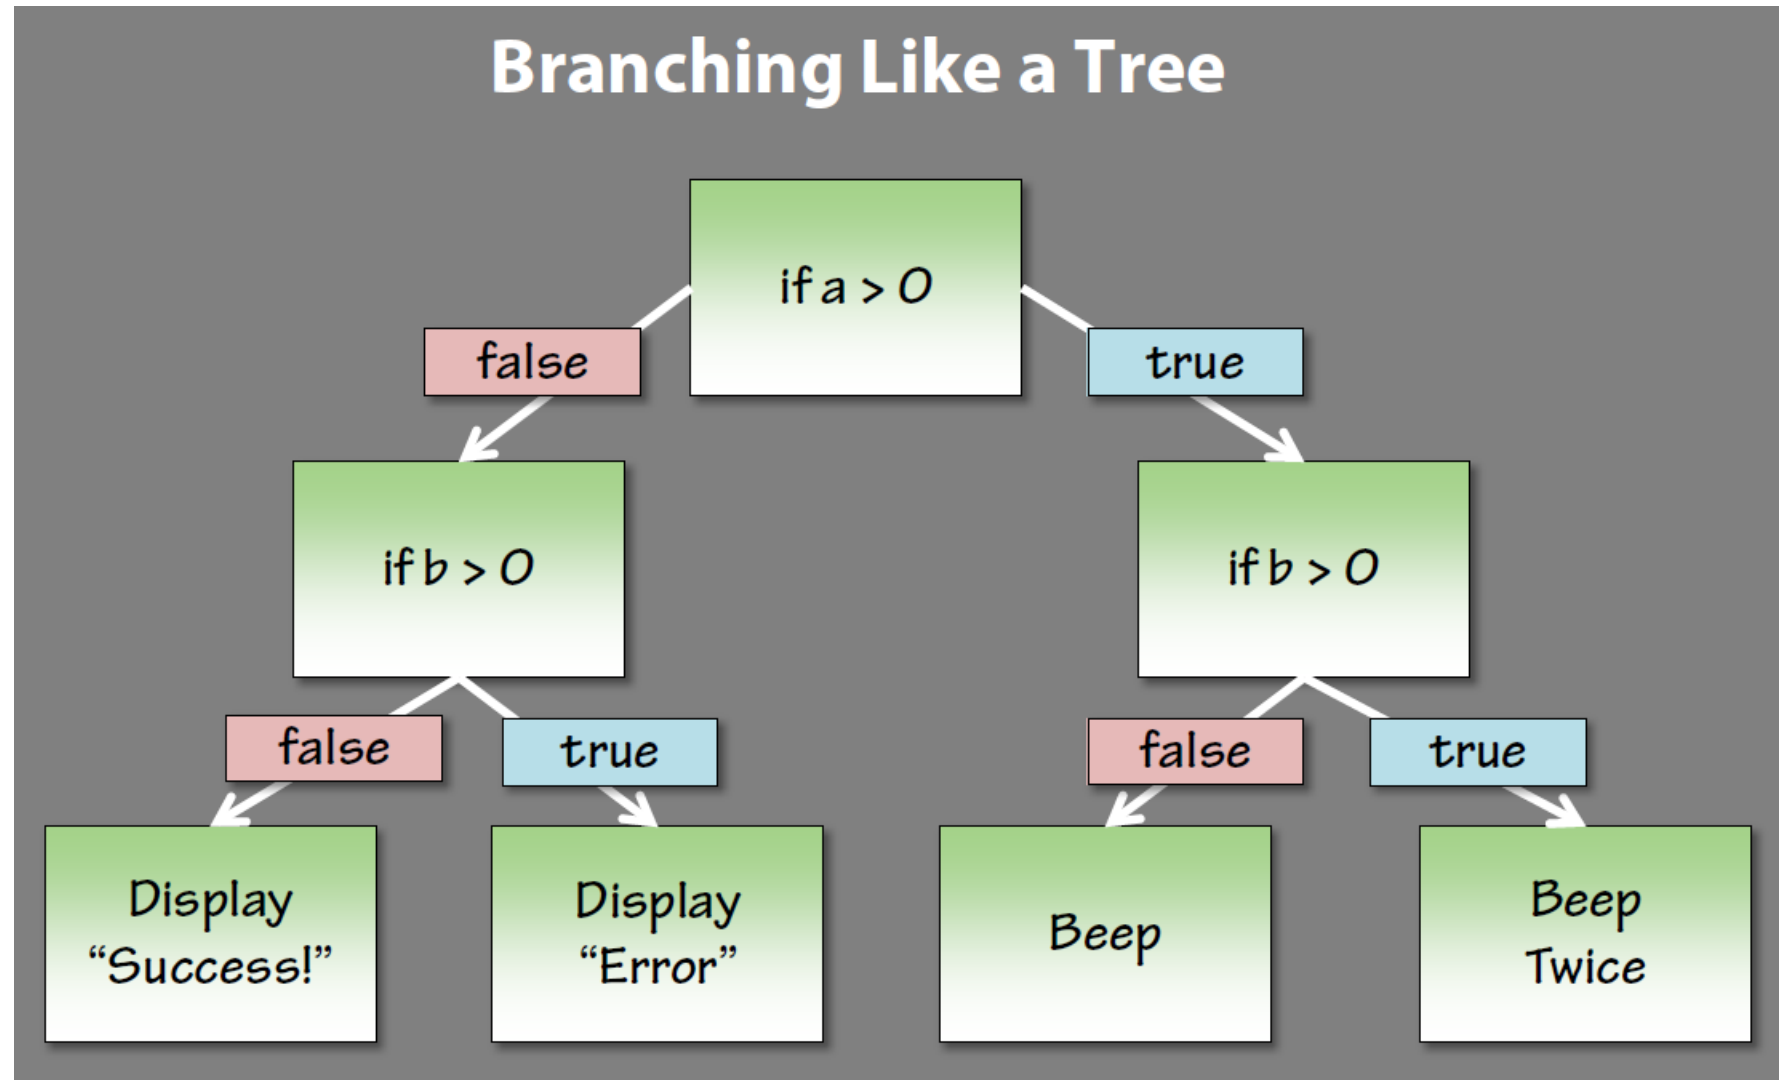 Branching Like a Tree
if a > 0
false
true
if b > 0
if b > 0
false
true
false
true
Display
“Success!”
Display
“Error”
Beep
Beep
Twice